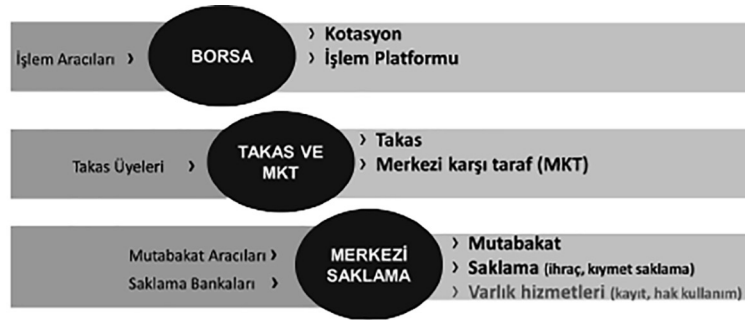 İşlem Aracıları ›
BORSA
› Kotasyon
› İşlem Platformu
Takas Üyeleri ›
TAKAS VE
MKT
› Takas
› Merkezi karşı taraf (MKT)
Mutabakat Aracıları ›
Saklama Bankaları ›
MERKEZİ
SAKLAMA
› Mutabakat
› Saklama (ihraç, kıymet saklama)
› Varlık hizmetleri (kayıt, hak kullanım)